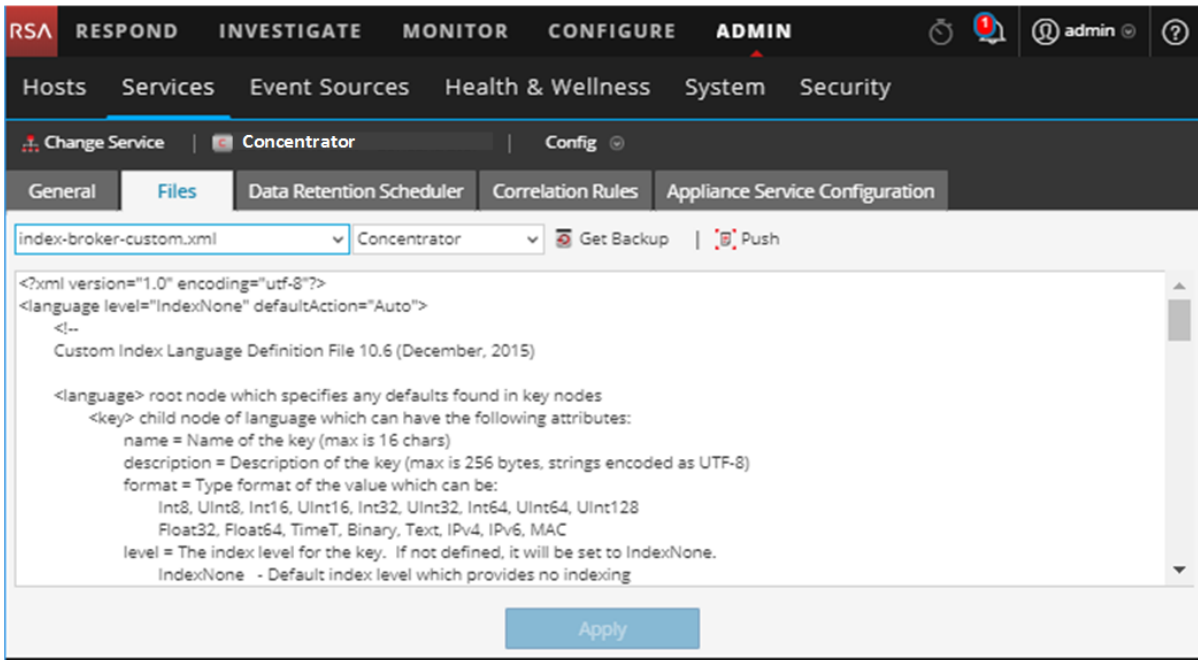 RSA RESPOND INVESTIGATE MONITOR CONFIGURE ADMIN 1 admin ?
Hosts Services Event Sources Health & Wellness System Security
Change Service | C Concentrator | Config
General Files Data Retention Scheduler Correlation Rules Appliance Service Configuration
index-broker-custom.xml Concentrator Get Backup | Push
<?xml version="1.0" encoding="utf-8"?>
<language level="IndexNone" defaultAction="Auto">
<!--
Custom Index Language Definition File 10.6 (December, 2015)
<language> root node which specifies any defaults found in key nodes
<key> child node of language which can have the following attributes:
name = Name of the key (max is 16 chars)
description = Description of the key (max is 256 bytes, strings encoded as UTF-8)
format = Type format of the value which can be:
Int8, UInt8, Int16, UInt16, Int32, UInt32, Int64, UInt64, UInt128
Float32, Float64, TimeT, Binary, Text, IPv4, IPv6, MAC
level = The index level for the key. If not defined, it will be set to IndexNone.
IndexNone - Default index level which provides no indexing
Apply